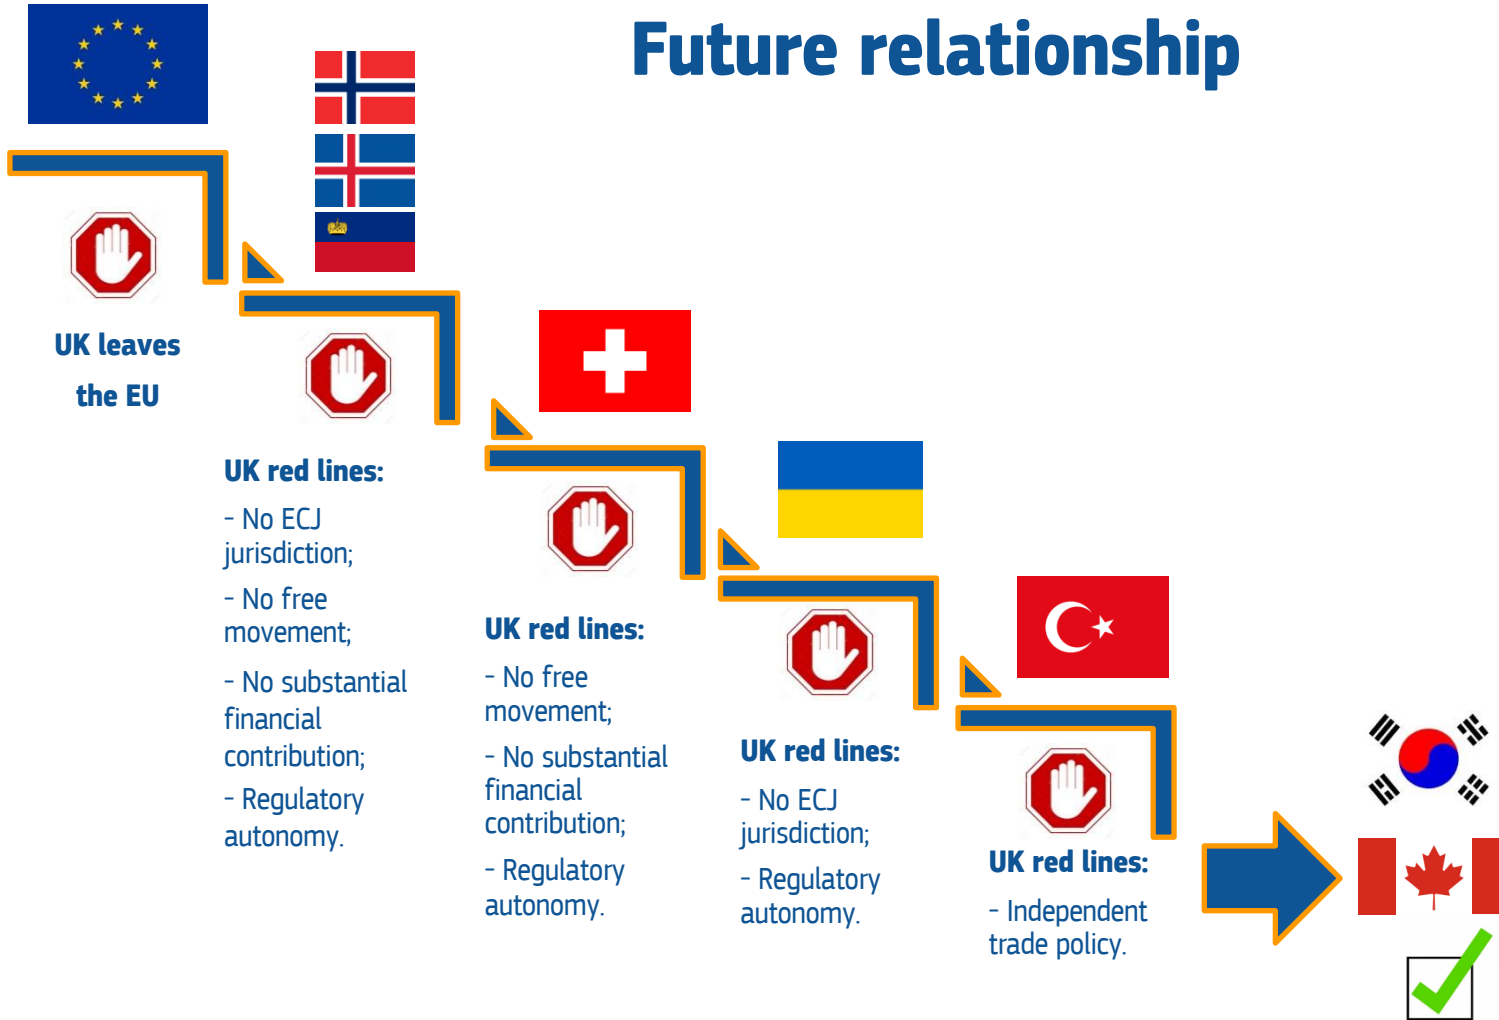 Future relationship
UK leaves
the EU
UK red lines:
- No ECJ
jurisdiction;
- No free
movement;
- No substantial
financial
contribution;
- Regulatory
autonomy.
UK red lines:
- No free
movement;
- No substantial
financial
contribution;
- Regulatory
autonomy.
UK red lines:
- No ECJ
jurisdiction;
- Regulatory
autonomy.
UK red lines:
- Independent
trade policy.